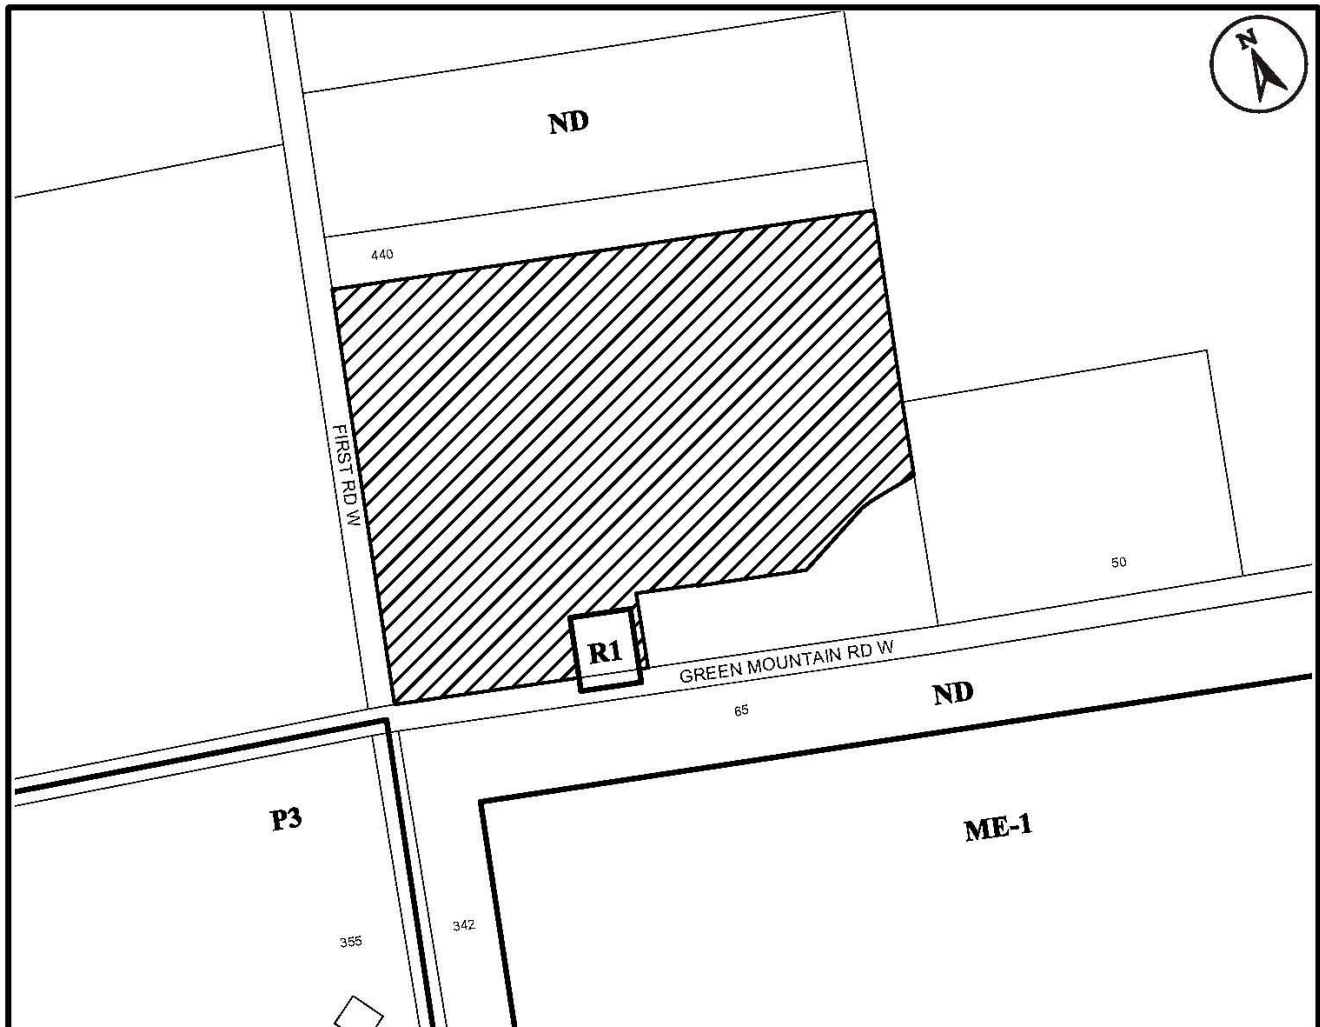 N
ND
440
FIRST RD W
50
R1
GREEN MOUNTAIN RD W
ND
65
P3
ME-1
342
355